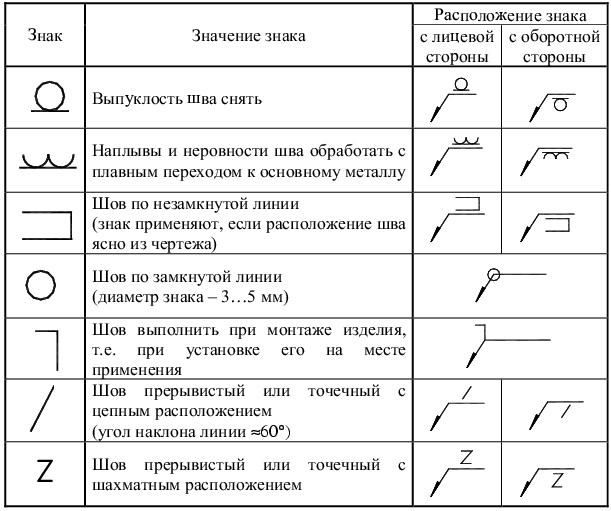 Знак
Значение знака
Расположение знака
с лицевой
стороны
с оборотной
стороны
Выпуклость шва снять
Наплывы и неровности шва обработать с
плавным переходом к основному металлу
Шов по незамкнутой линии
(знак применяют, если расположение шва
ясно из чертежа)
Шов по замкнутой линии
(диаметр знака – 3…5 мм)
Шов выполнить при монтаже изделия,
т.е. при установке его на месте
применения
Шов прерывистый или точечный с
цепным расположением
(угол наклона линии ≈60°)
Z
Шов прерывистый или точечный с
шахматным расположением
Z
Z